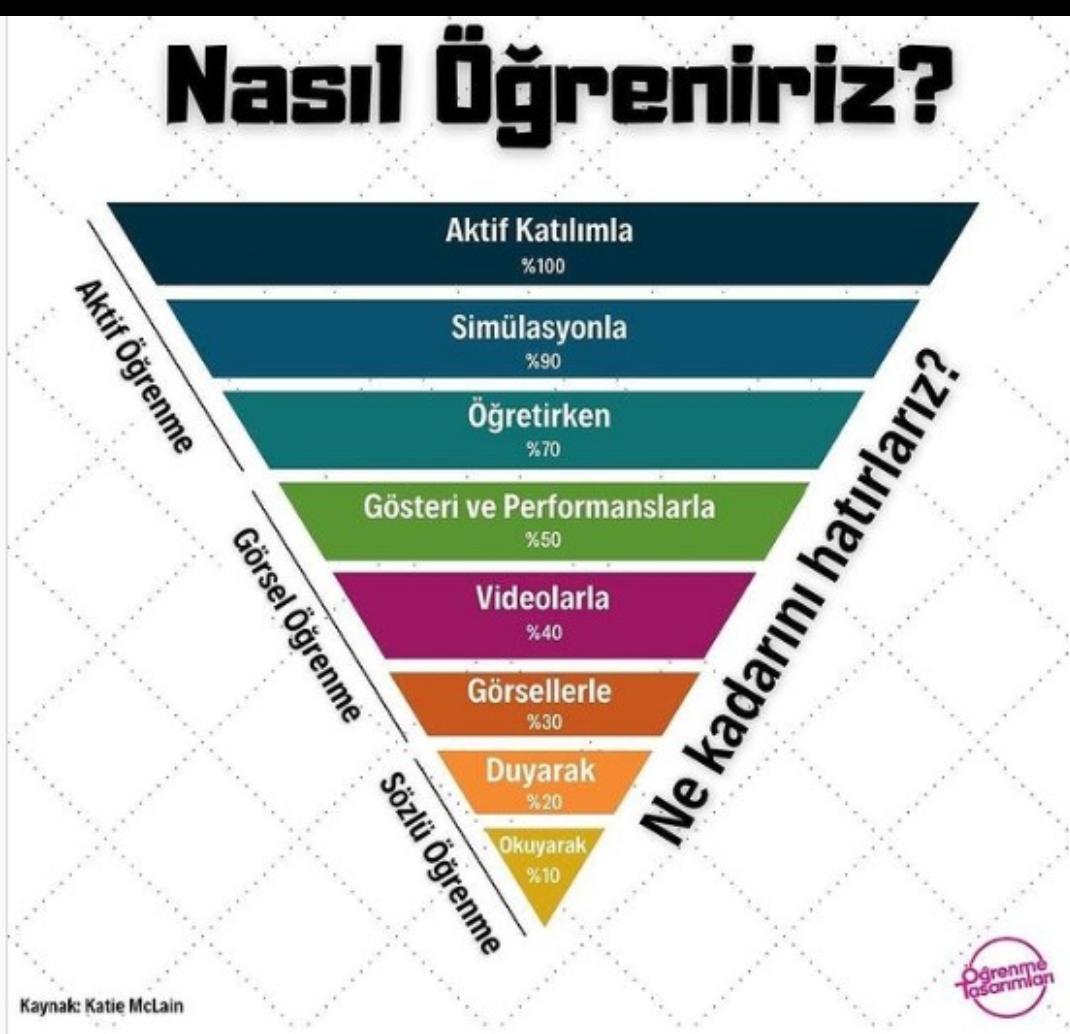 Nasıl Öğreniriz?
Aktif Katılımla
%100
Simülasyonla
%90
Öğretirken
%70
Gösteri ve Performanslarla
%50
Videolarla
%40
Görsellerle
%30
Duyarak
%20
Okuyarak
%10
Aktif Öğrenme
Görsel Öğrenme
Sözlü Öğrenme
Ne kadarını hatırlarız?
Kaynak: Katie McLain
Öğrenme
Tasarımları